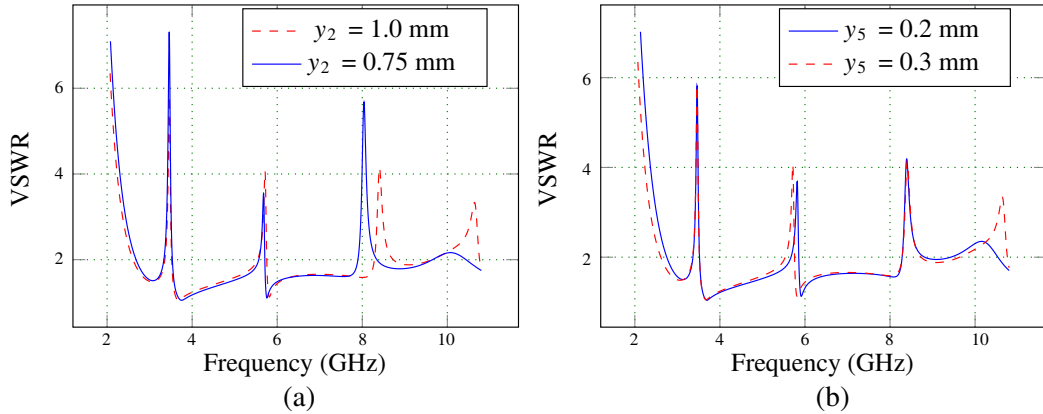 y2 = 1.0 mm
y2 = 0.75 mm
6
4
2
VSWR
2
4
6
8
10
Frequency (GHz)
(a)
y5 = 0.2 mm
y5 = 0.3 mm
6
4
2
VSWR
2
4
6
8
10
Frequency (GHz)
(b)